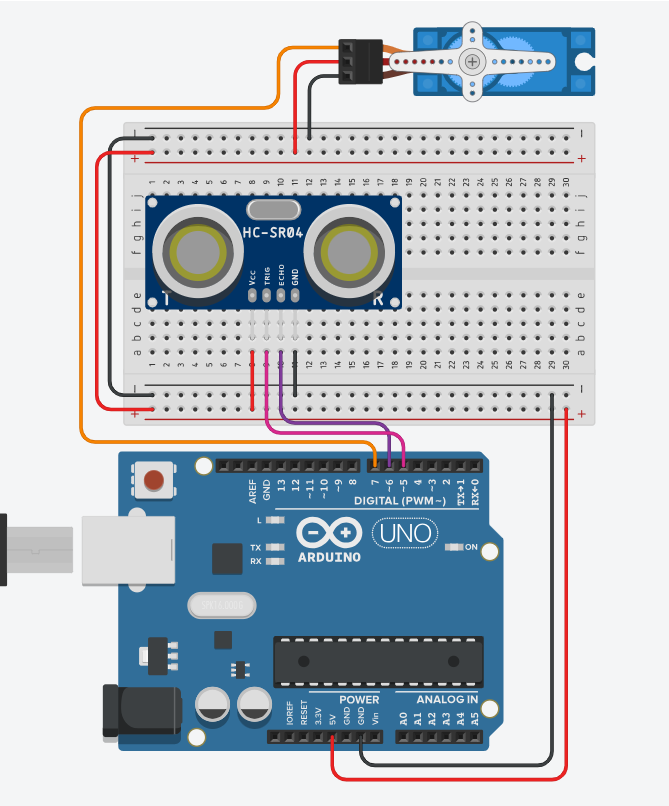 − −
+ +
1 2 3 4 5 6 7 8 9 10 11 12 13 14 15 16 17 18 19 20 21 22 23 24 25 26 27 28 29 30
j j
i i
h h
g g
f f
HC-SR04
VCC TRIG ECHO GND
T R
e e
d d
c c
b b
a a
1 2 3 4 5 6 7 8 9 10 11 12 13 14 15 16 17 18 19 20 21 22 23 24 25 26 27 28 29 30
− −
+ +
AREF GND 13 12 ~11 ~10 ~9 8 7 ~6 ~5 4 ~3 2 TX→1 RX←0
DIGITAL (PWM~)
L
TX
RX
ARDUINO
UNO
ON
POWER
ANALOG IN
IOREF RESET 3.3V 5V GND GND Vin A0 A1 A2 A3 A4 A5